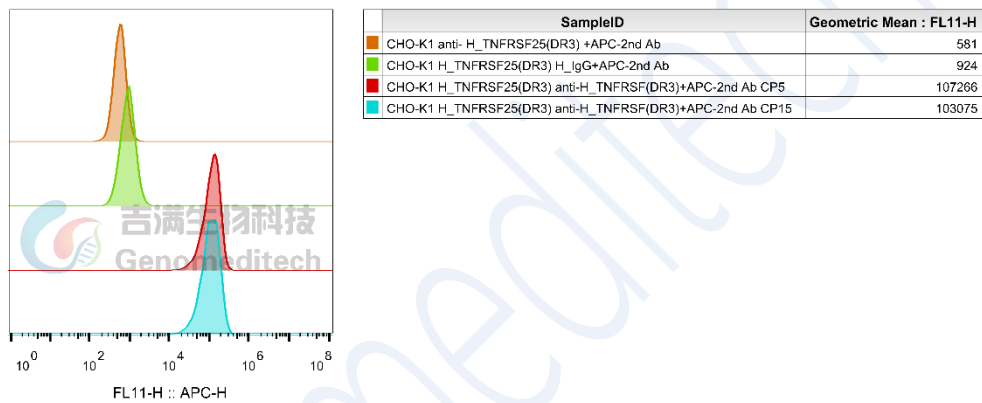 SampleID Geometric Mean : FL11-H
CHO-K1 anti- H_TNFRSF25(DR3) +APC-2nd Ab 581
CHO-K1 H_TNFRSF25(DR3) H_IgG+APC-2nd Ab 924
CHO-K1 H_TNFRSF25(DR3) anti-H_TNFRSF(DR3)+APC-2nd Ab CP5 107266
CHO-K1 H_TNFRSF25(DR3) anti-H_TNFRSF(DR3)+APC-2nd Ab CP15 103075
吉满生物科技
Genomeditech
10^0 10^2 10^4 10^6 10^8
FL11-H :: APC-H
meditech